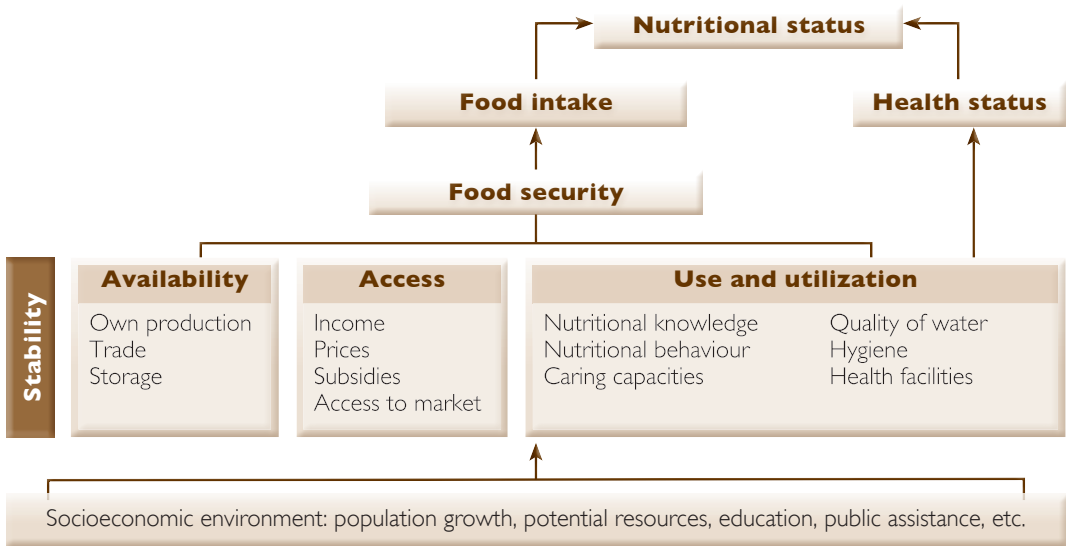 Nutritional status
Food intake
Health status
Food security
Stability
Availability
Own production
Trade
Storage
Access
Income
Prices
Subsidies
Access to market
Use and utilization
Nutritional knowledge
Nutritional behaviour
Caring capacities
Quality of water
Hygiene
Health facilities
Socioeconomic environment: population growth, potential resources, education, public assistance, etc.